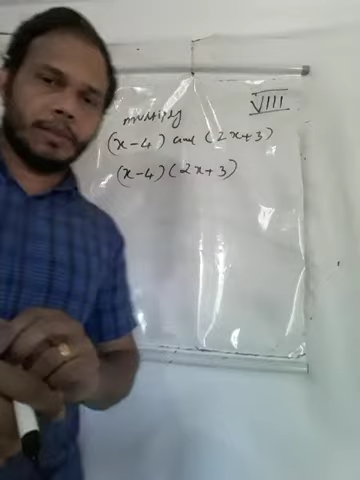 VIII
multiply
(x-4) and (2x+3)
(x-4)(2x+3)